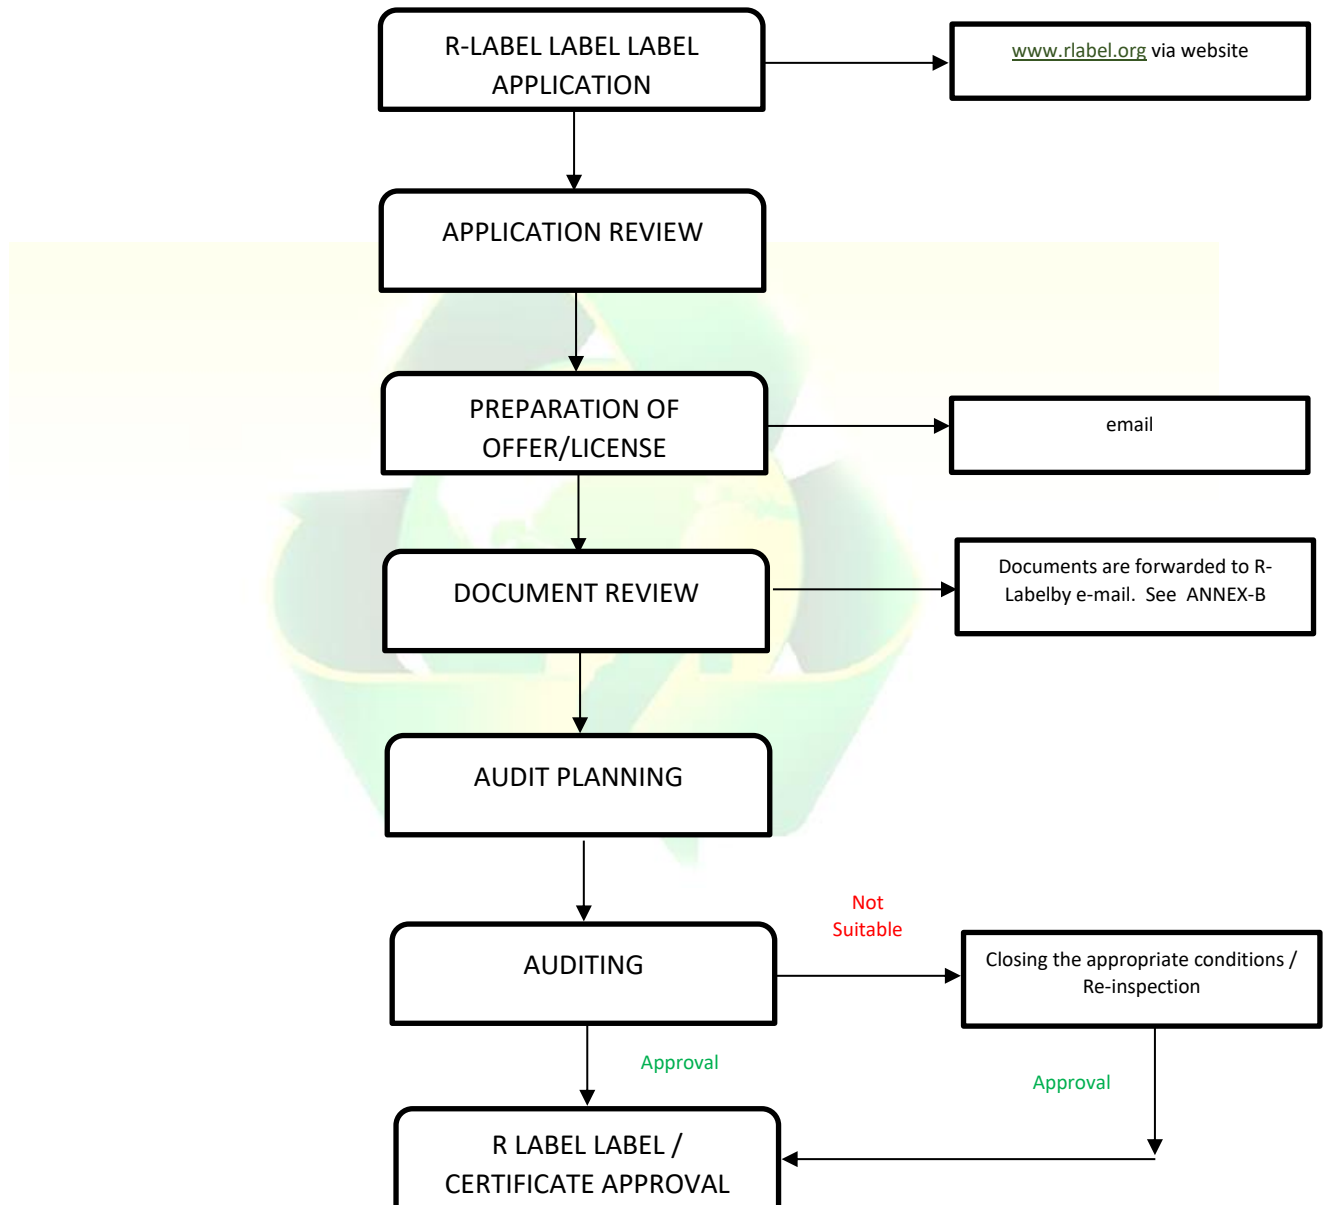 R-LABEL LABEL LABEL
APPLICATION
www.rlabel.org via website
APPLICATION REVIEW
PREPARATION OF
OFFER/LICENSE
email
DOCUMENT REVIEW
Documents are forwarded to R-
Labelby e-mail.  See  ANNEX-B
AUDIT PLANNING
AUDITING
Not
Suitable
Closing the appropriate conditions /
Re-inspection
Approval
Approval
R LABEL LABEL /
CERTIFICATE APPROVAL